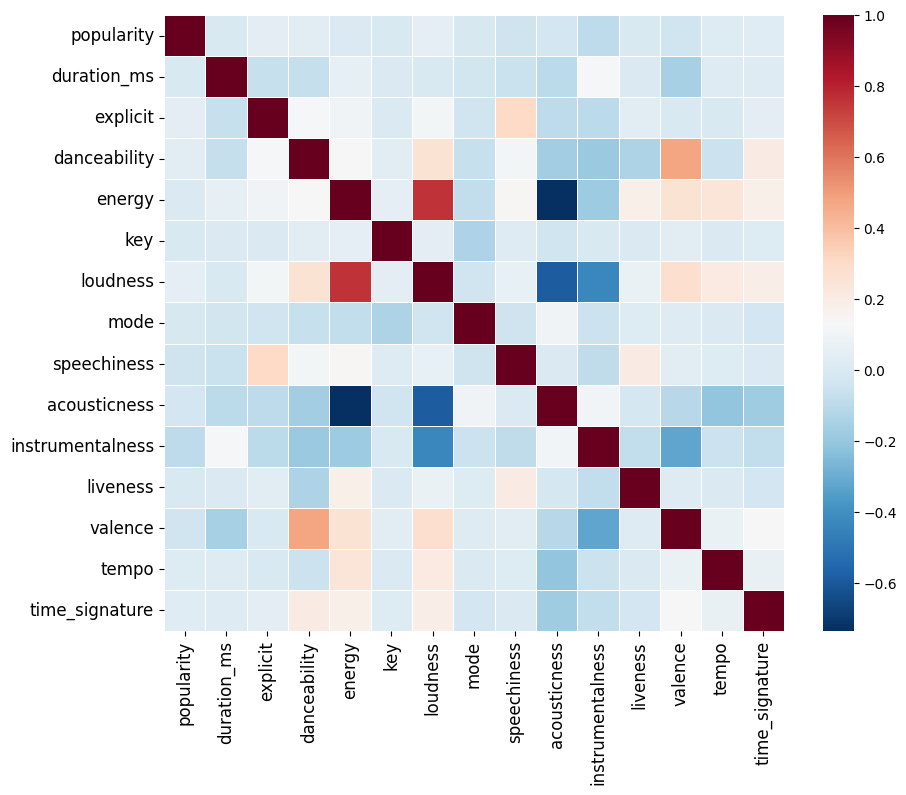 popularity
duration_ms
explicit
danceability
energy
key
loudness
mode
speechiness
acousticness
instrumentalness
liveness
valence
tempo
time_signature
popularity
duration_ms
explicit
danceability
energy
key
loudness
mode
speechiness
acousticness
instrumentalness
liveness
valence
tempo
time_signature
1.0
0.8
0.6
0.4
0.2
0.0
−0.2
−0.4
−0.6